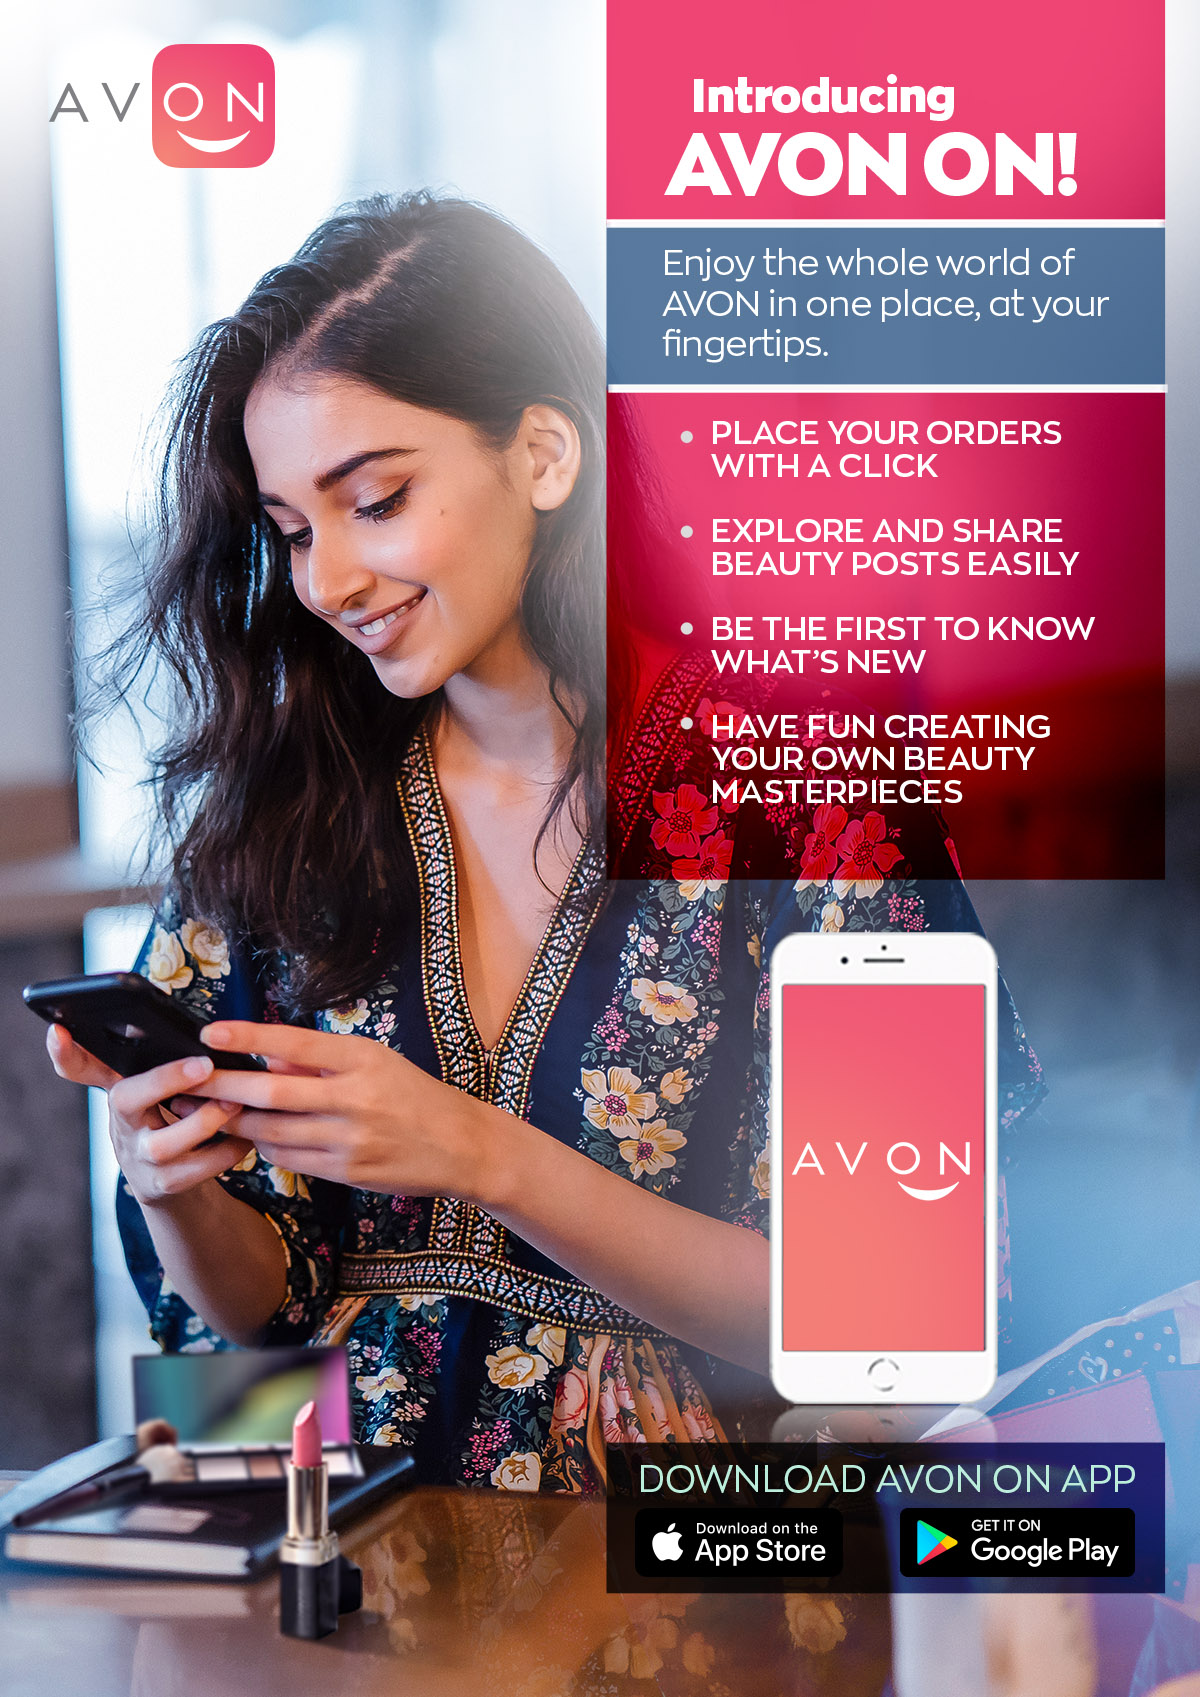 AVON
Introducing
AVON ON!
Enjoy the whole world of
AVON in one place, at your
fingertips.
• PLACE YOUR ORDERS
WITH A CLICK
• EXPLORE AND SHARE
BEAUTY POSTS EASILY
• BE THE FIRST TO KNOW
WHAT'S NEW
• HAVE FUN CREATING
YOUR OWN BEAUTY
MASTERPIECES
AVON
DOWNLOAD AVON ON APP
Download on the
App Store
GET IT ON
Google Play